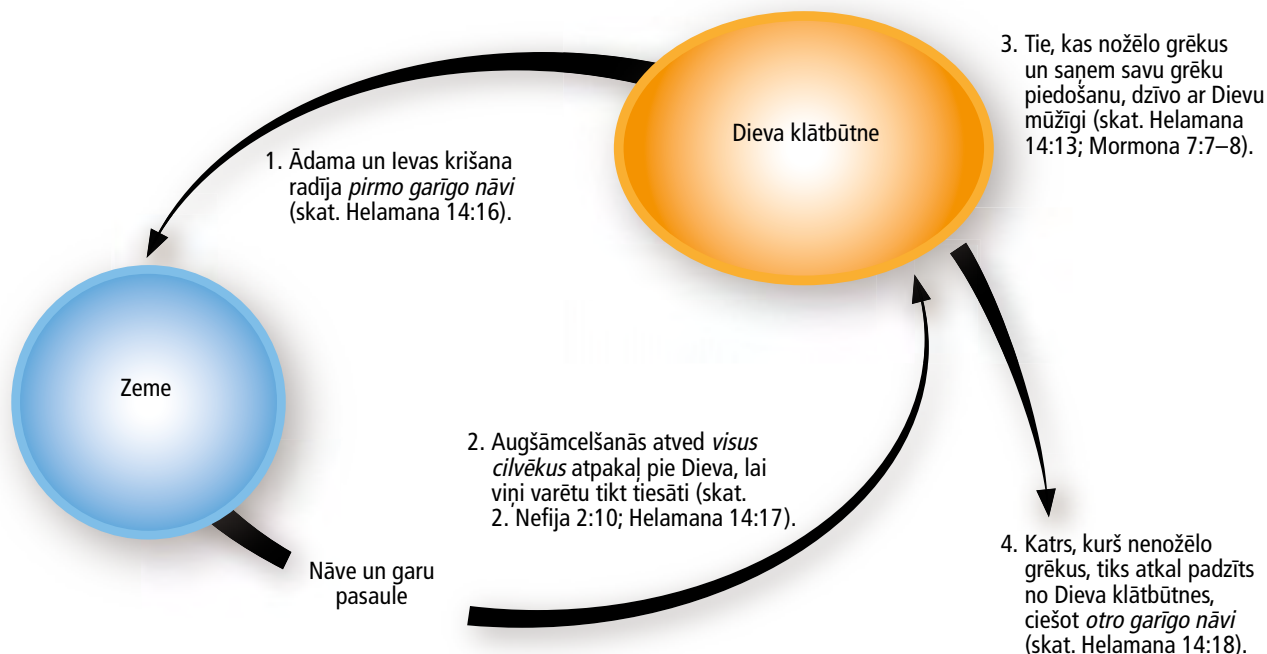 Dieva klātbūtne
1. Ādama un Ievas krišana
radīja pirmo garīgo nāvi
(skat. Helamana 14:16).
Zeme
2. Augšāmcelšanās atved visus
cilvēkus atpakaļ pie Dieva, lai
viņi varētu tikt tiesāti (skat.
2. Nefija 2:10; Helamana 14:17).
Nāve un garu
pasaule
3. Tie, kas nožēlo grēkus
un saņem savu grēku
piedošanu, dzīvo ar Dievu
mūžīgi (skat. Helamana
14:13; Mormona 7:7–8).
4. Katrs, kurš nenožēlo
grēkus, tiks atkal padzīts
no Dieva klātbūtnes,
ciešot otro garīgo nāvi
(skat. Helamana 14:18).